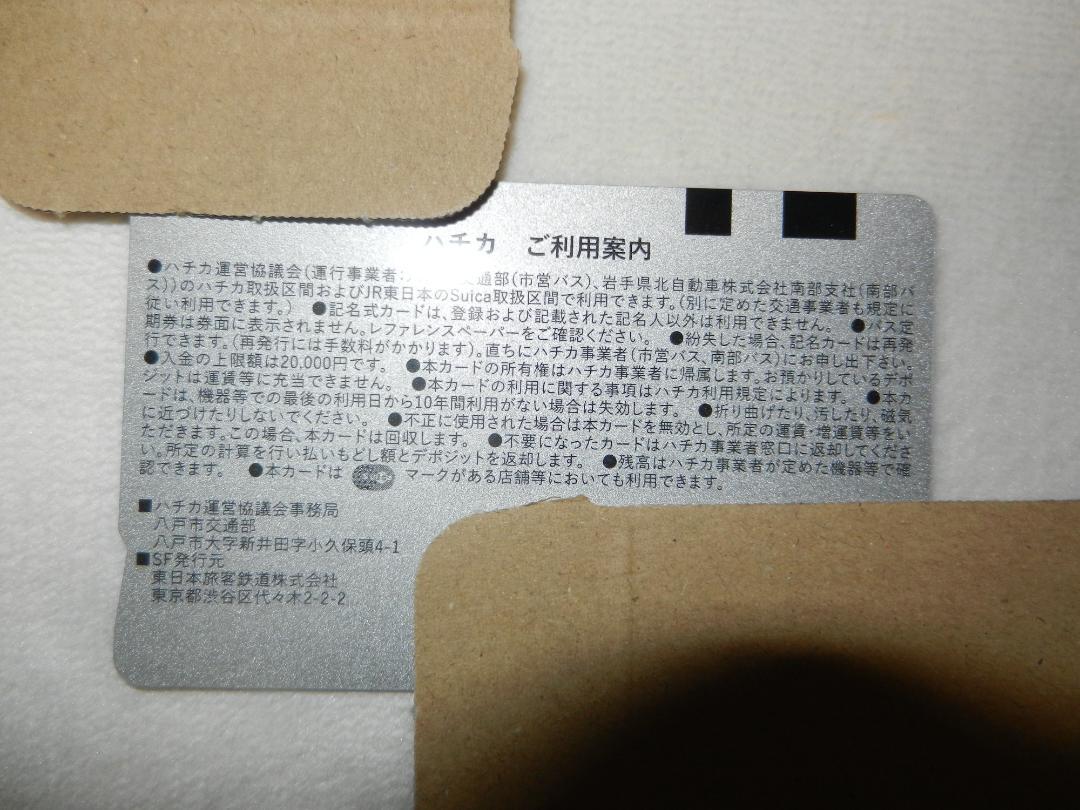 ハチカ ご利用案内
●ハチカ運営協議会(運行事業者: 交通部(市営バス)、岩手県北自動車株式会社南部支社(南部バ
ス))のハチカ取扱区間およびJR東日本のSuica取扱区間で利用できます。(別に定めた交通事業者も規定に
従い利用できます。) ●記名式カードは、登録および記載された記名人以外は利用できません。 ●バス定
期券は券面に表示されません。レファレンスペーパーをご確認ください。 ●紛失した場合、記名カードは再発
行できます。(再発行には手数料がかかります)。直ちにハチカ事業者(市営バス、南部バス)にお申し出下さい。
●入金の上限額は20.000円です。 ●本カードの所有権はハチカ事業者に帰属します。お預かりしているデポ
ジットは運賃等に充当できません。 ●本カードの利用に関する事項はハチカ利用規定によります。 ●本カ
ードは、機器等での最後の利用日から10年間利用がない場合は失効します。 ●折り曲げたり、汚したり、磁気
に近づけたりしないでください。 ●不正に使用された場合は本カードを無効とし、所定の運賃・増運賃等をい
ただきます。この場合、本カードは回収します。 ●不要になったカードはハチカ事業者窓口に返却してくださ
い。所定の計算を行い払いもどし額とデポジットを返却します。 ●残高はハチカ事業者が定めた機器等で確
認できます。 ●本カードは マークがある店舗等においても利用できます。
■ハチカ運営協議会事務局
八戸市交通部
八戸市大字新井田字小久保頭4-1
■SF発行元
東日本旅客鉄道株式会社
東京都渋谷区代々木2-2-2